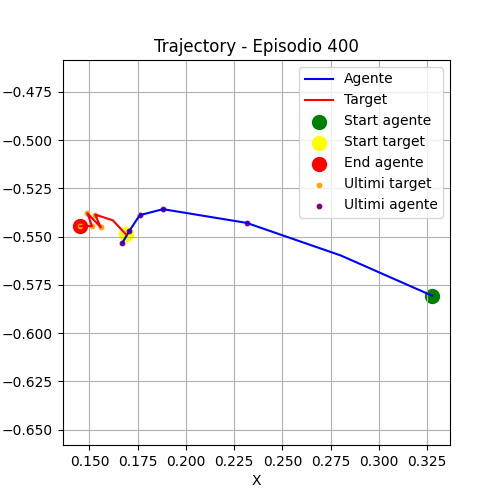 Trajectory - Episodio 400
Agente
Target
Start agente
Start target
End agente
Ultimi target
Ultimi agente
−0.475
−0.500
−0.525
−0.550
−0.575
−0.600
−0.625
−0.650
0.150 0.175 0.200 0.225 0.250 0.275 0.300 0.325
X